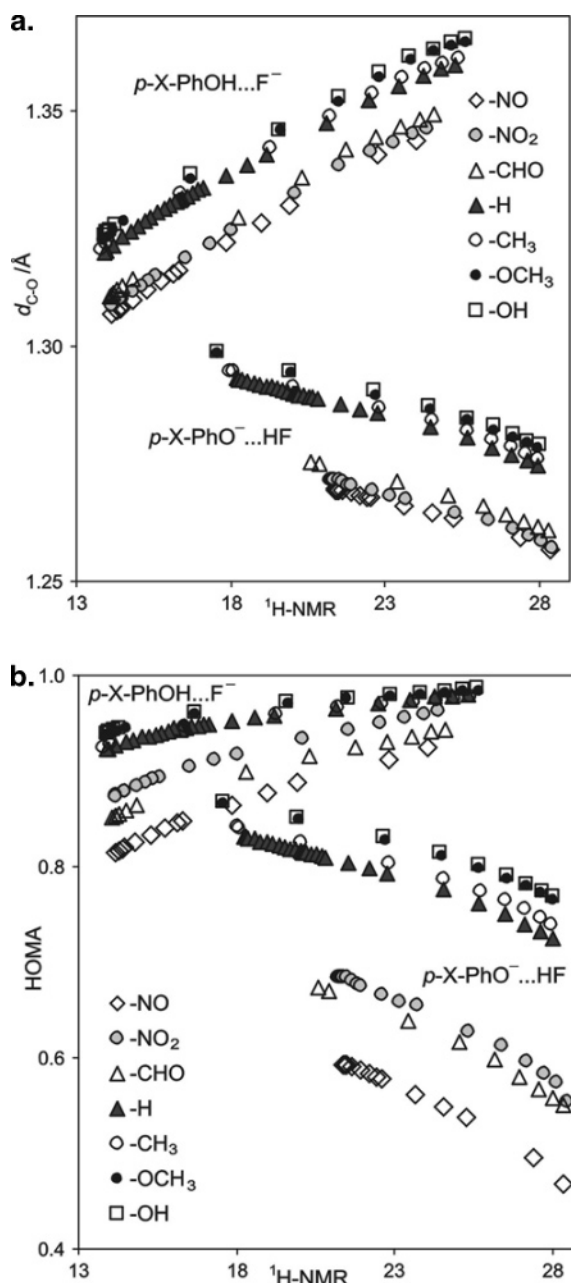 a.
p-X-PhOH...F⁻
-NO
-NO₂
-CHO
-H
-CH₃
-OCH₃
-OH
1.35
1.30
1.25
d_C-O /Å
p-X-PhO⁻...HF
13
18
23
28
¹H-NMR
b.
1.0
p-X-PhOH...F⁻
0.8
HOMA
p-X-PhO⁻...HF
-NO
-NO₂
-CHO
-H
-CH₃
-OCH₃
-OH
0.6
0.4
13
18
23
28
¹H-NMR